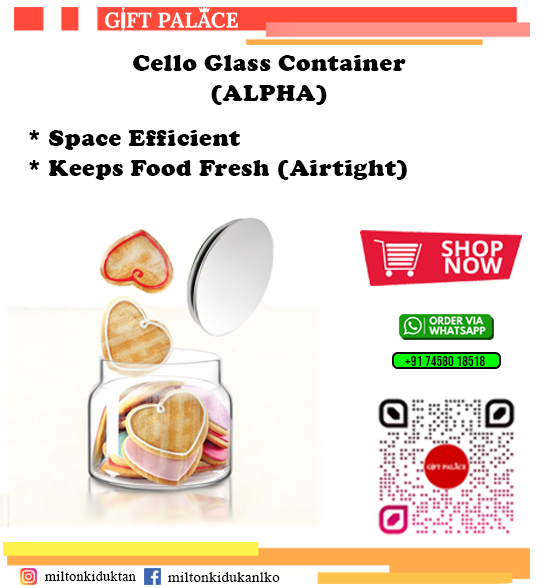 GIFT PALACE
Cello Glass Container
(ALPHA)
* Space Efficient
* Keeps Food Fresh (Airtight)
SHOP
NOW
ORDER VIA
WHATSAPP
+91 74580 18518
GIFT PALACE
miltonkiduktan miltonkidukanlko